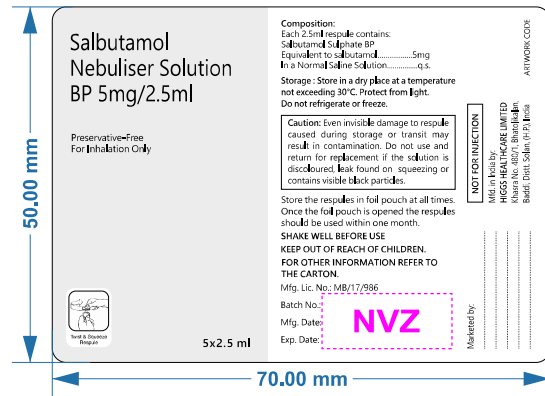 Salbutamol
Nebuliser Solution
BP 5mg/2.5ml
Preservative-Free
For Inhalation Only
Twist & Squeeze
Respule
5x2.5 ml
Composition:
Each 2.5ml respule contains:
Salbutamol Sulphate BP
Equivalent to salbutamol.................5mg
In a Normal Saline Solution..............q.s.
Storage : Store in a dry place at a temperature
not exceeding 30°C. Protect from light.
Do not refrigerate or freeze.
Caution: Even invisible damage to respule
caused during storage or transit may
result in contamination. Do not use and
return for replacement if the solution is
discoloured, leak found on squeezing or
contains visible black particles.
Store the respules in foil pouch at all times.
Once the foil pouch is opened the respules
should be used within one month.
SHAKE WELL BEFORE USE
KEEP OUT OF REACH OF CHILDREN.
FOR OTHER INFORMATION REFER TO
THE CARTON.
Mfg. Lic. No.: MB/17/986
Batch No.:
Mfg. Date:
Exp. Date:
NVZ
NOT FOR INJECTION
Mfd. in India by:
HIGGS HEALTHCARE LIMITED
Khasra No. 480/1, Bhatolikalan,
Baddi, Distt. Solan, (H.P.), India
ARTWORK CODE
Marketed by:
50.00 mm
70.00 mm